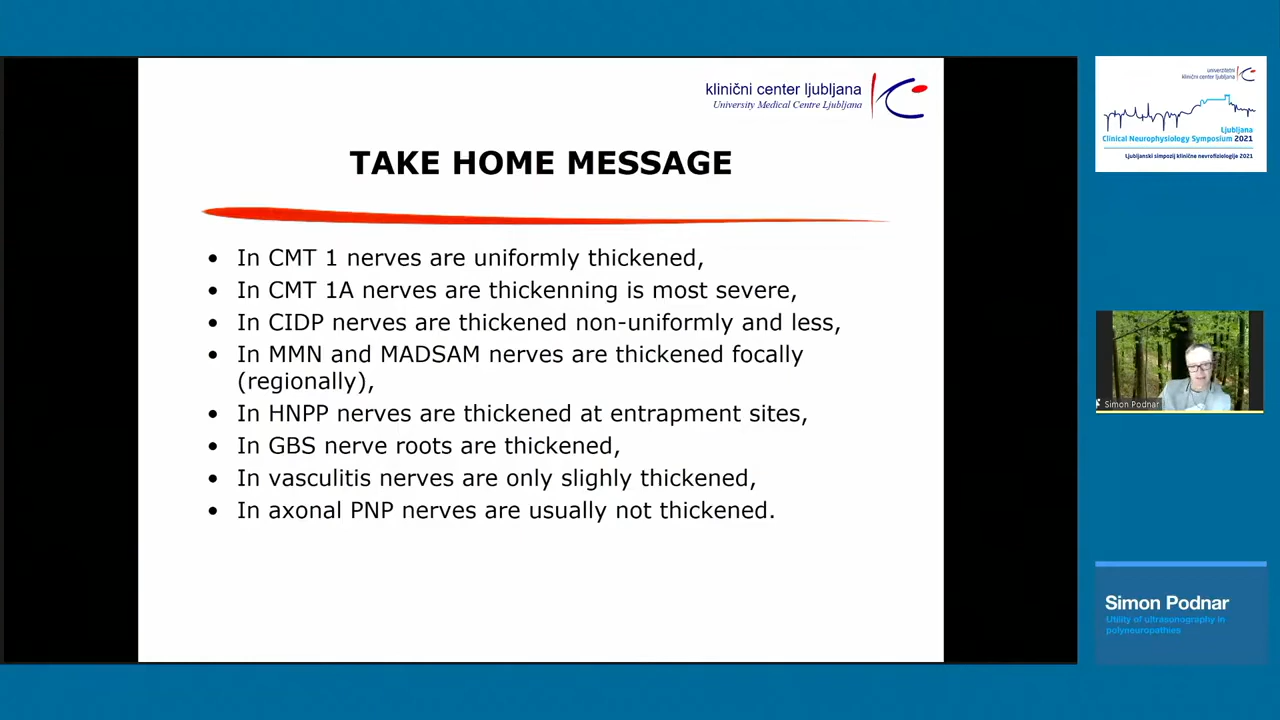 klinični center ljubljana
University Medical Centre Ljubljana
TAKE HOME MESSAGE
• In CMT 1 nerves are uniformly thickened,
• In CMT 1A nerves are thickenning is most severe,
• In CIDP nerves are thickened non-uniformly and less,
• In MMN and MADSAM nerves are thickened focally
(regionally),
• In HNPP nerves are thickened at entrapment sites,
• In GBS nerve roots are thickened,
• In vasculitis nerves are only slighly thickened,
• In axonal PNP nerves are usually not thickened.
univerzitetni
klinični center ljubljana
Ljubljana
Clinical Neurophysiology Symposium 2021
Ljubljanski simpozij klinične nevrofiziologije 2021
Simon Podnar
Simon Podnar
Utility of ultrasonography in
polyneuropathies